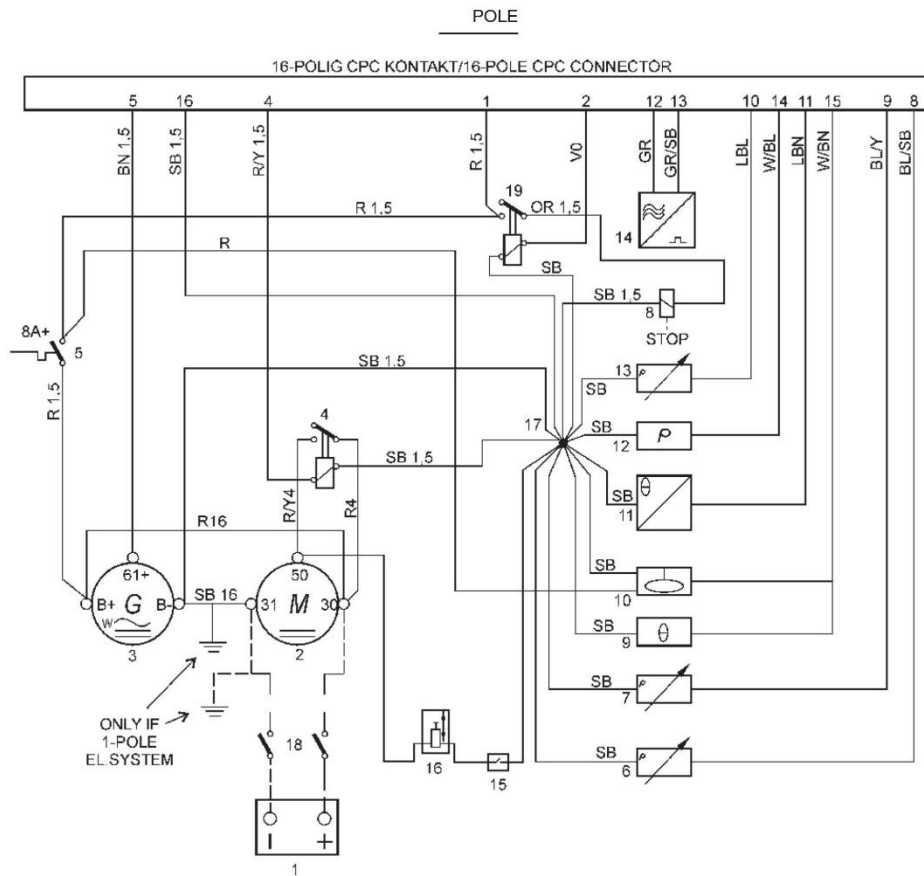 POLE
16-POLIG CPC KONTAKT/16-POLE CPC CONNECTOR
5 16 4 1 2 12 13 10 14 11 15 9 8
BN 1,5
SB 1,5
R/Y 1,5
R 1,5
V0
GR
GR/SB
LBL
W/BL
LBN
W/BN
BL/Y
BL/SB
19
R 1,5
OR 1,5
14
R
SB
SB 1,5
8
STOP
8A+
5
R 1,5
SB 1.5
13
SB
4
17
SB
12
P
SB 1,5
R/Y4
R4
SB
θ
11
R16
61+
50
SB
10
B+
G
B-
SB 16
31
M
30
W
SB
9
θ
3
2
SB
7
P
ONLY IF
1-POLE
EL.SYSTEM
18
16
15
SB
6
P
1